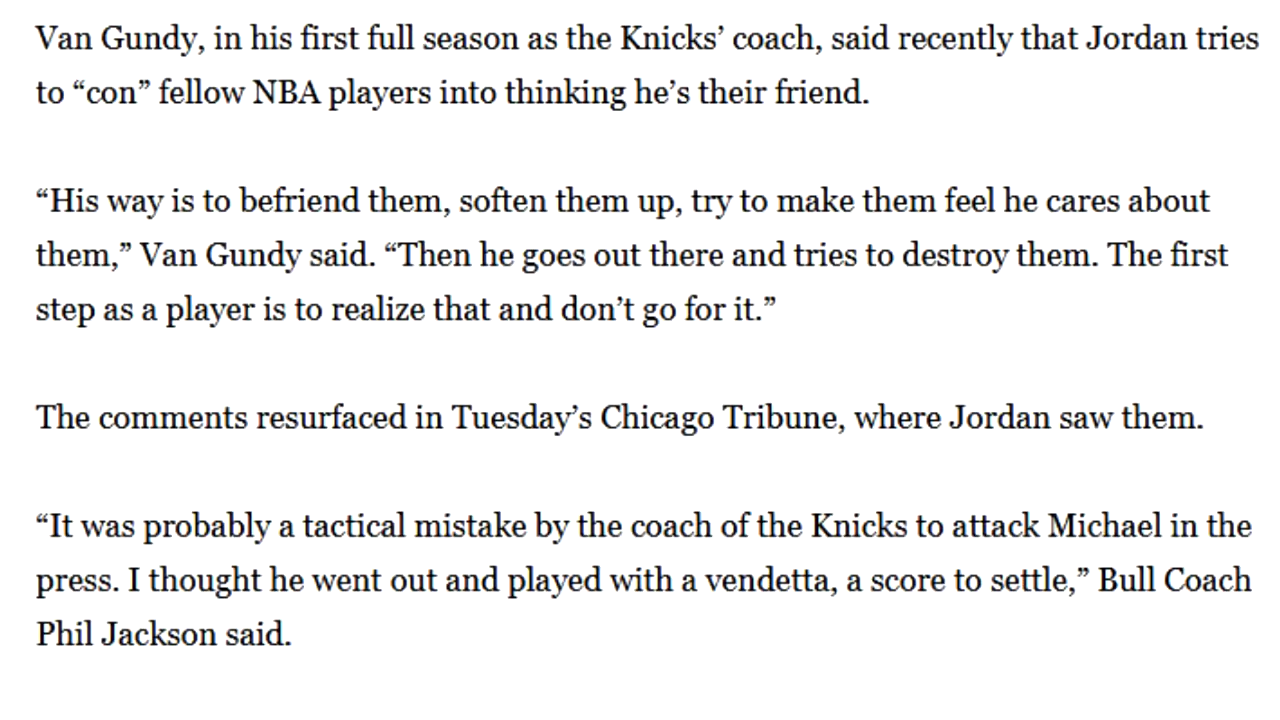 Van Gundy, in his first full season as the Knicks’ coach, said recently that Jordan tries
to “con” fellow NBA players into thinking he’s their friend.
“His way is to befriend them, soften them up, try to make them feel he cares about
them,” Van Gundy said. “Then he goes out there and tries to destroy them. The first
step as a player is to realize that and don’t go for it.”
The comments resurfaced in Tuesday’s Chicago Tribune, where Jordan saw them.
“It was probably a tactical mistake by the coach of the Knicks to attack Michael in the
press. I thought he went out and played with a vendetta, a score to settle,” Bull Coach
Phil Jackson said.